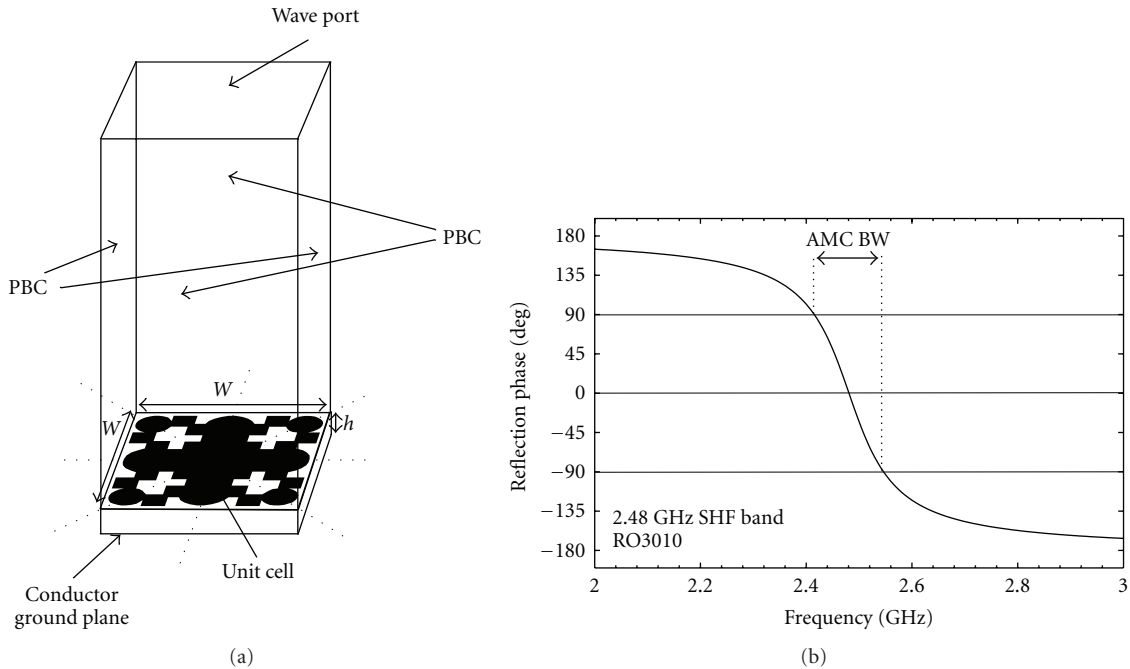 Wave port
PBC
PBC
W
W
h
Unit cell
Conductor
ground plane
(a)
AMC BW
180
135
90
45
0
−45
−90
−135
−180
Reflection phase (deg)
2.48 GHz SHF band
RO3010
2 2.2 2.4 2.6 2.8 3
Frequency (GHz)
(b)